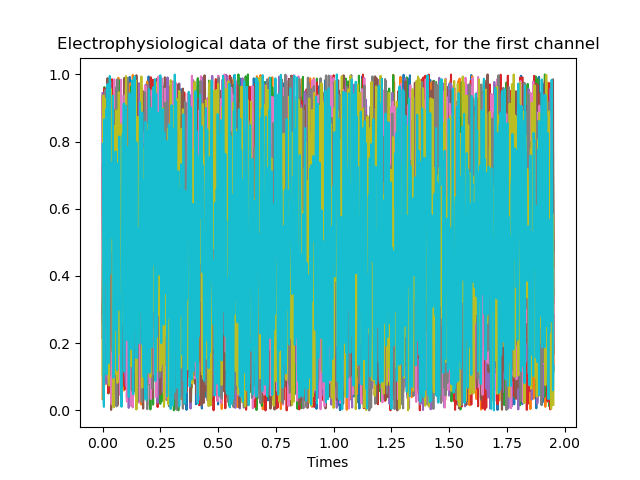 Electrophysiological data of the first subject, for the first channel
1.0
0.8
0.6
0.4
0.2
0.0
0.00 0.25 0.50 0.75 1.00 1.25 1.50 1.75 2.00
Times